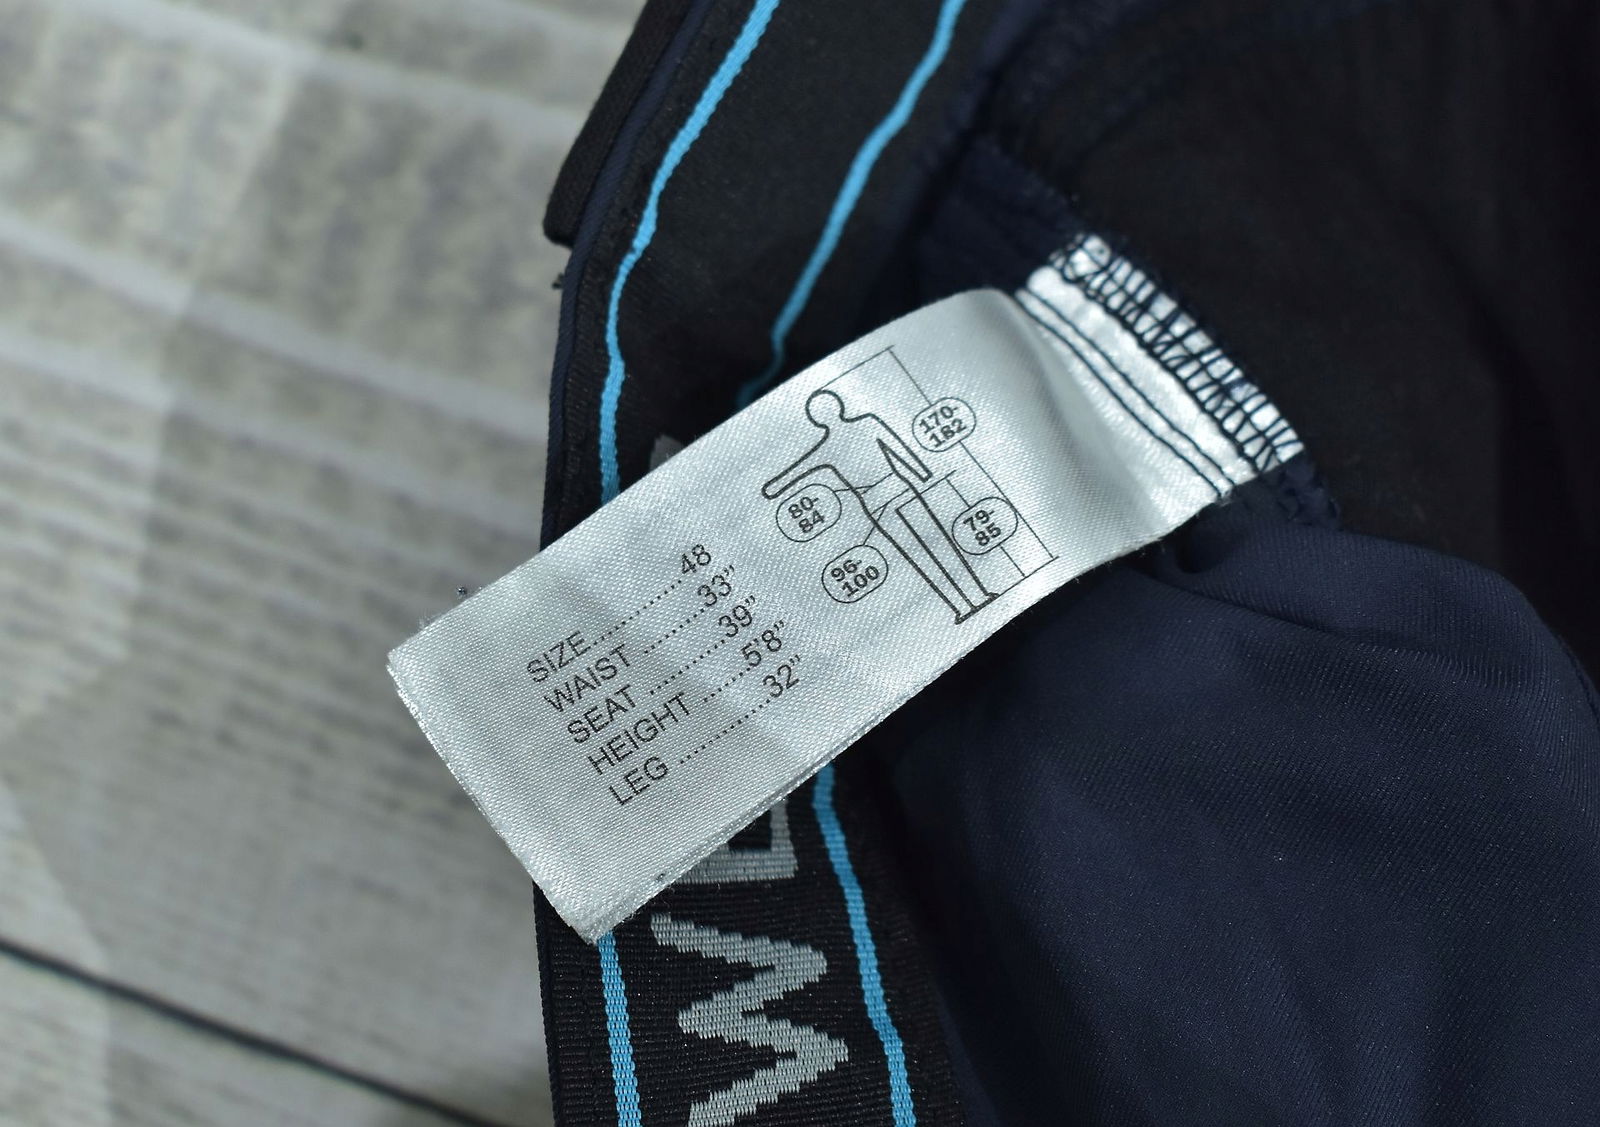 170-
182
80-
84
79-
85
96-
100
SIZE..............48
WAIST...........33"
SEAT............39"
HEIGHT.........5'8"
LEG..............32"